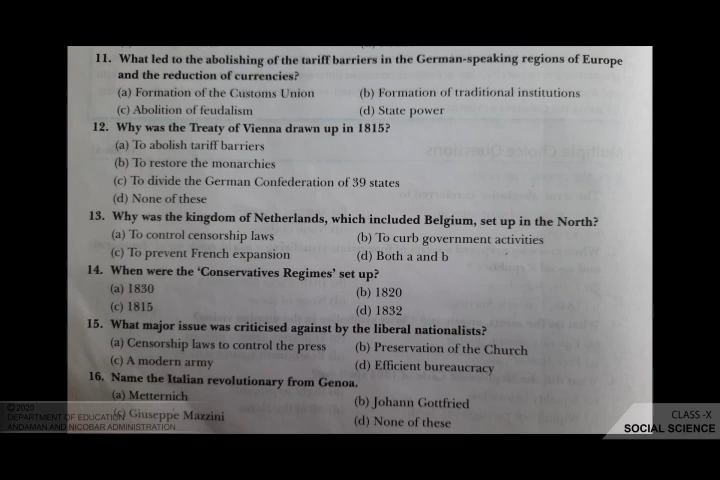 11. What led to the abolishing of the tariff barriers in the German-speaking regions of Europe
and the reduction of currencies?
(a) Formation of the Customs Union (b) Formation of traditional institutions
(c) Abolition of feudalism (d) State power
12. Why was the Treaty of Vienna drawn up in 1815?
(a) To abolish tariff barriers
(b) To restore the monarchies
(c) To divide the German Confederation of 39 states
(d) None of these
13. Why was the kingdom of Netherlands, which included Belgium, set up in the North?
(a) To control censorship laws (b) To curb government activities
(c) To prevent French expansion (d) Both a and b
14. When were the ‘Conservatives Regimes’ set up?
(a) 1830 (b) 1820
(c) 1815 (d) 1832
15. What major issue was criticised against by the liberal nationalists?
(a) Censorship laws to control the press (b) Preservation of the Church
(c) A modern army (d) Efficient bureaucracy
16. Name the Italian revolutionary from Genoa.
(a) Metternich (b) Johann Gottfried
(c) Giuseppe Mazzini (d) None of these
©2020
DEPARTMENT OF EDUCATION
ANDAMAN AND NICOBAR ADMINISTRATION
CLASS -X
SOCIAL SCIENCE